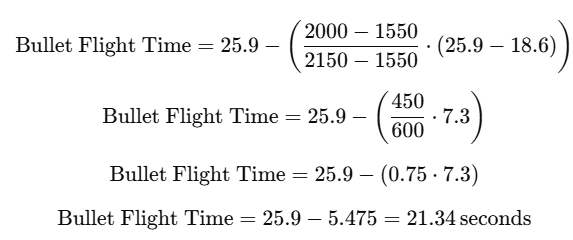 Bullet Flight Time = 25.9 − ( (2000 − 1550) / (2150 − 1550) · (25.9 − 18.6) )
Bullet Flight Time = 25.9 − ( 450 / 600 · 7.3 )
Bullet Flight Time = 25.9 − (0.75 · 7.3)
Bullet Flight Time = 25.9 − 5.475 = 21.34 seconds